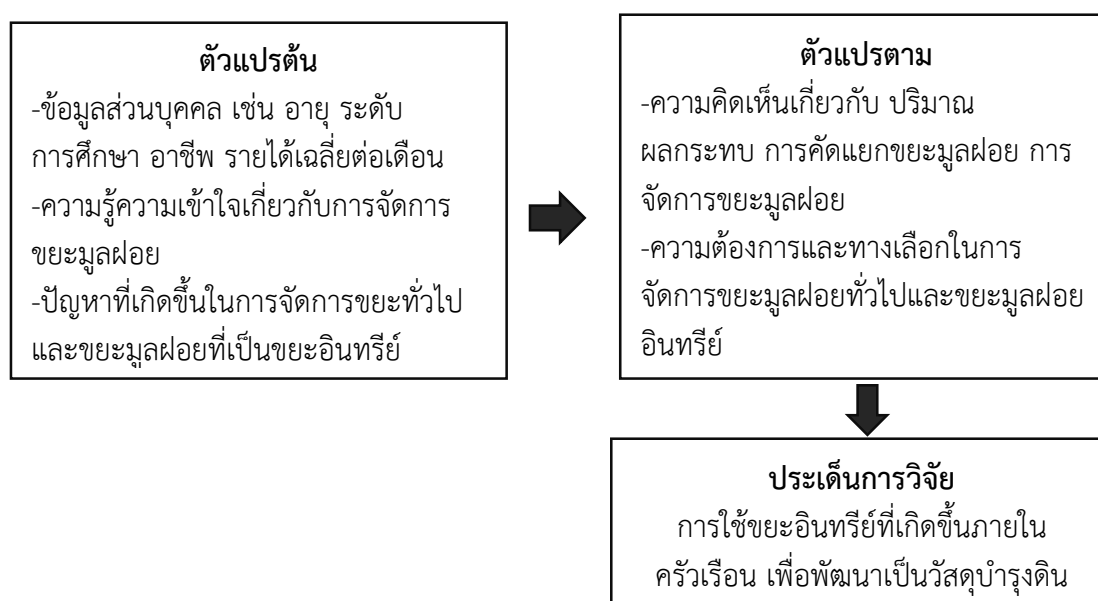 ตัวแปรต้น
-ข้อมูลส่วนบุคคล เช่น อายุ ระดับ
การศึกษา อาชีพ รายได้เฉลี่ยต่อเดือน
-ความรู้ความเข้าใจเกี่ยวกับการจัดการ
ขยะมูลฝอย
-ปัญหาที่เกิดขึ้นในการจัดการขยะทั่วไป
และขยะมูลฝอยที่เป็นขยะอินทรีย์
ตัวแปรตาม
-ความคิดเห็นเกี่ยวกับ ปริมาณ
ผลกระทบ การคัดแยกขยะมูลฝอย การ
จัดการขยะมูลฝอย
-ความต้องการและทางเลือกในการ
จัดการขยะมูลฝอยทั่วไปและขยะมูลฝอย
อินทรีย์
ประเด็นการวิจัย
การใช้ขยะอินทรีย์ที่เกิดขึ้นภายใน
ครัวเรือน เพื่อพัฒนาเป็นวัสดุบำรุงดิน